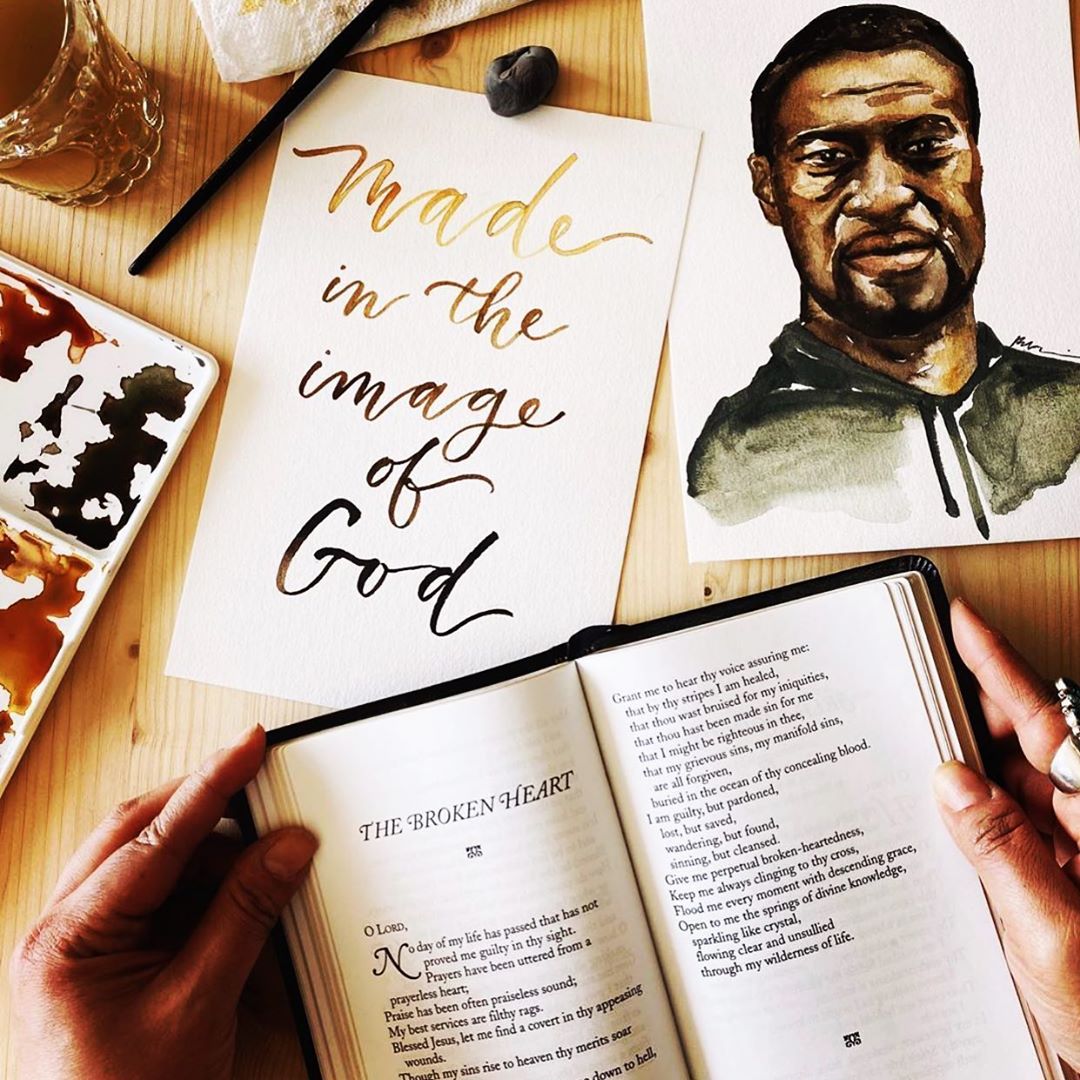 Made
in the
image
of
God
THE BROKEN HEART
O LORD,
No day of my life has passed that has not
proved me guilty in thy sight.
Prayers have been uttered from a
prayerless heart;
Praise has been often praiseless sound;
My best services are filthy rags.
Blessed Jesus, let me find a covert in thy appeasing
wounds.
Though my sins rise to heaven thy merits soar
down to hell,
Grant me to hear thy voice assuring me:
that by thy stripes I am healed,
that thou wast bruised for my iniquities,
that thou hast been made sin for me
that I might be righteous in thee,
that my grievous sins, my manifold sins,
are all forgiven,
buried in the ocean of thy concealing blood.
I am guilty, but pardoned,
lost, but saved,
wandering, but found,
sinning, but cleansed.
Give me perpetual broken-heartedness,
Keep me always clinging to thy cross,
Flood me every moment with descending grace,
Open to me the springs of divine knowledge,
sparkling like crystal,
flowing clear and unsullied
through my wilderness of life.